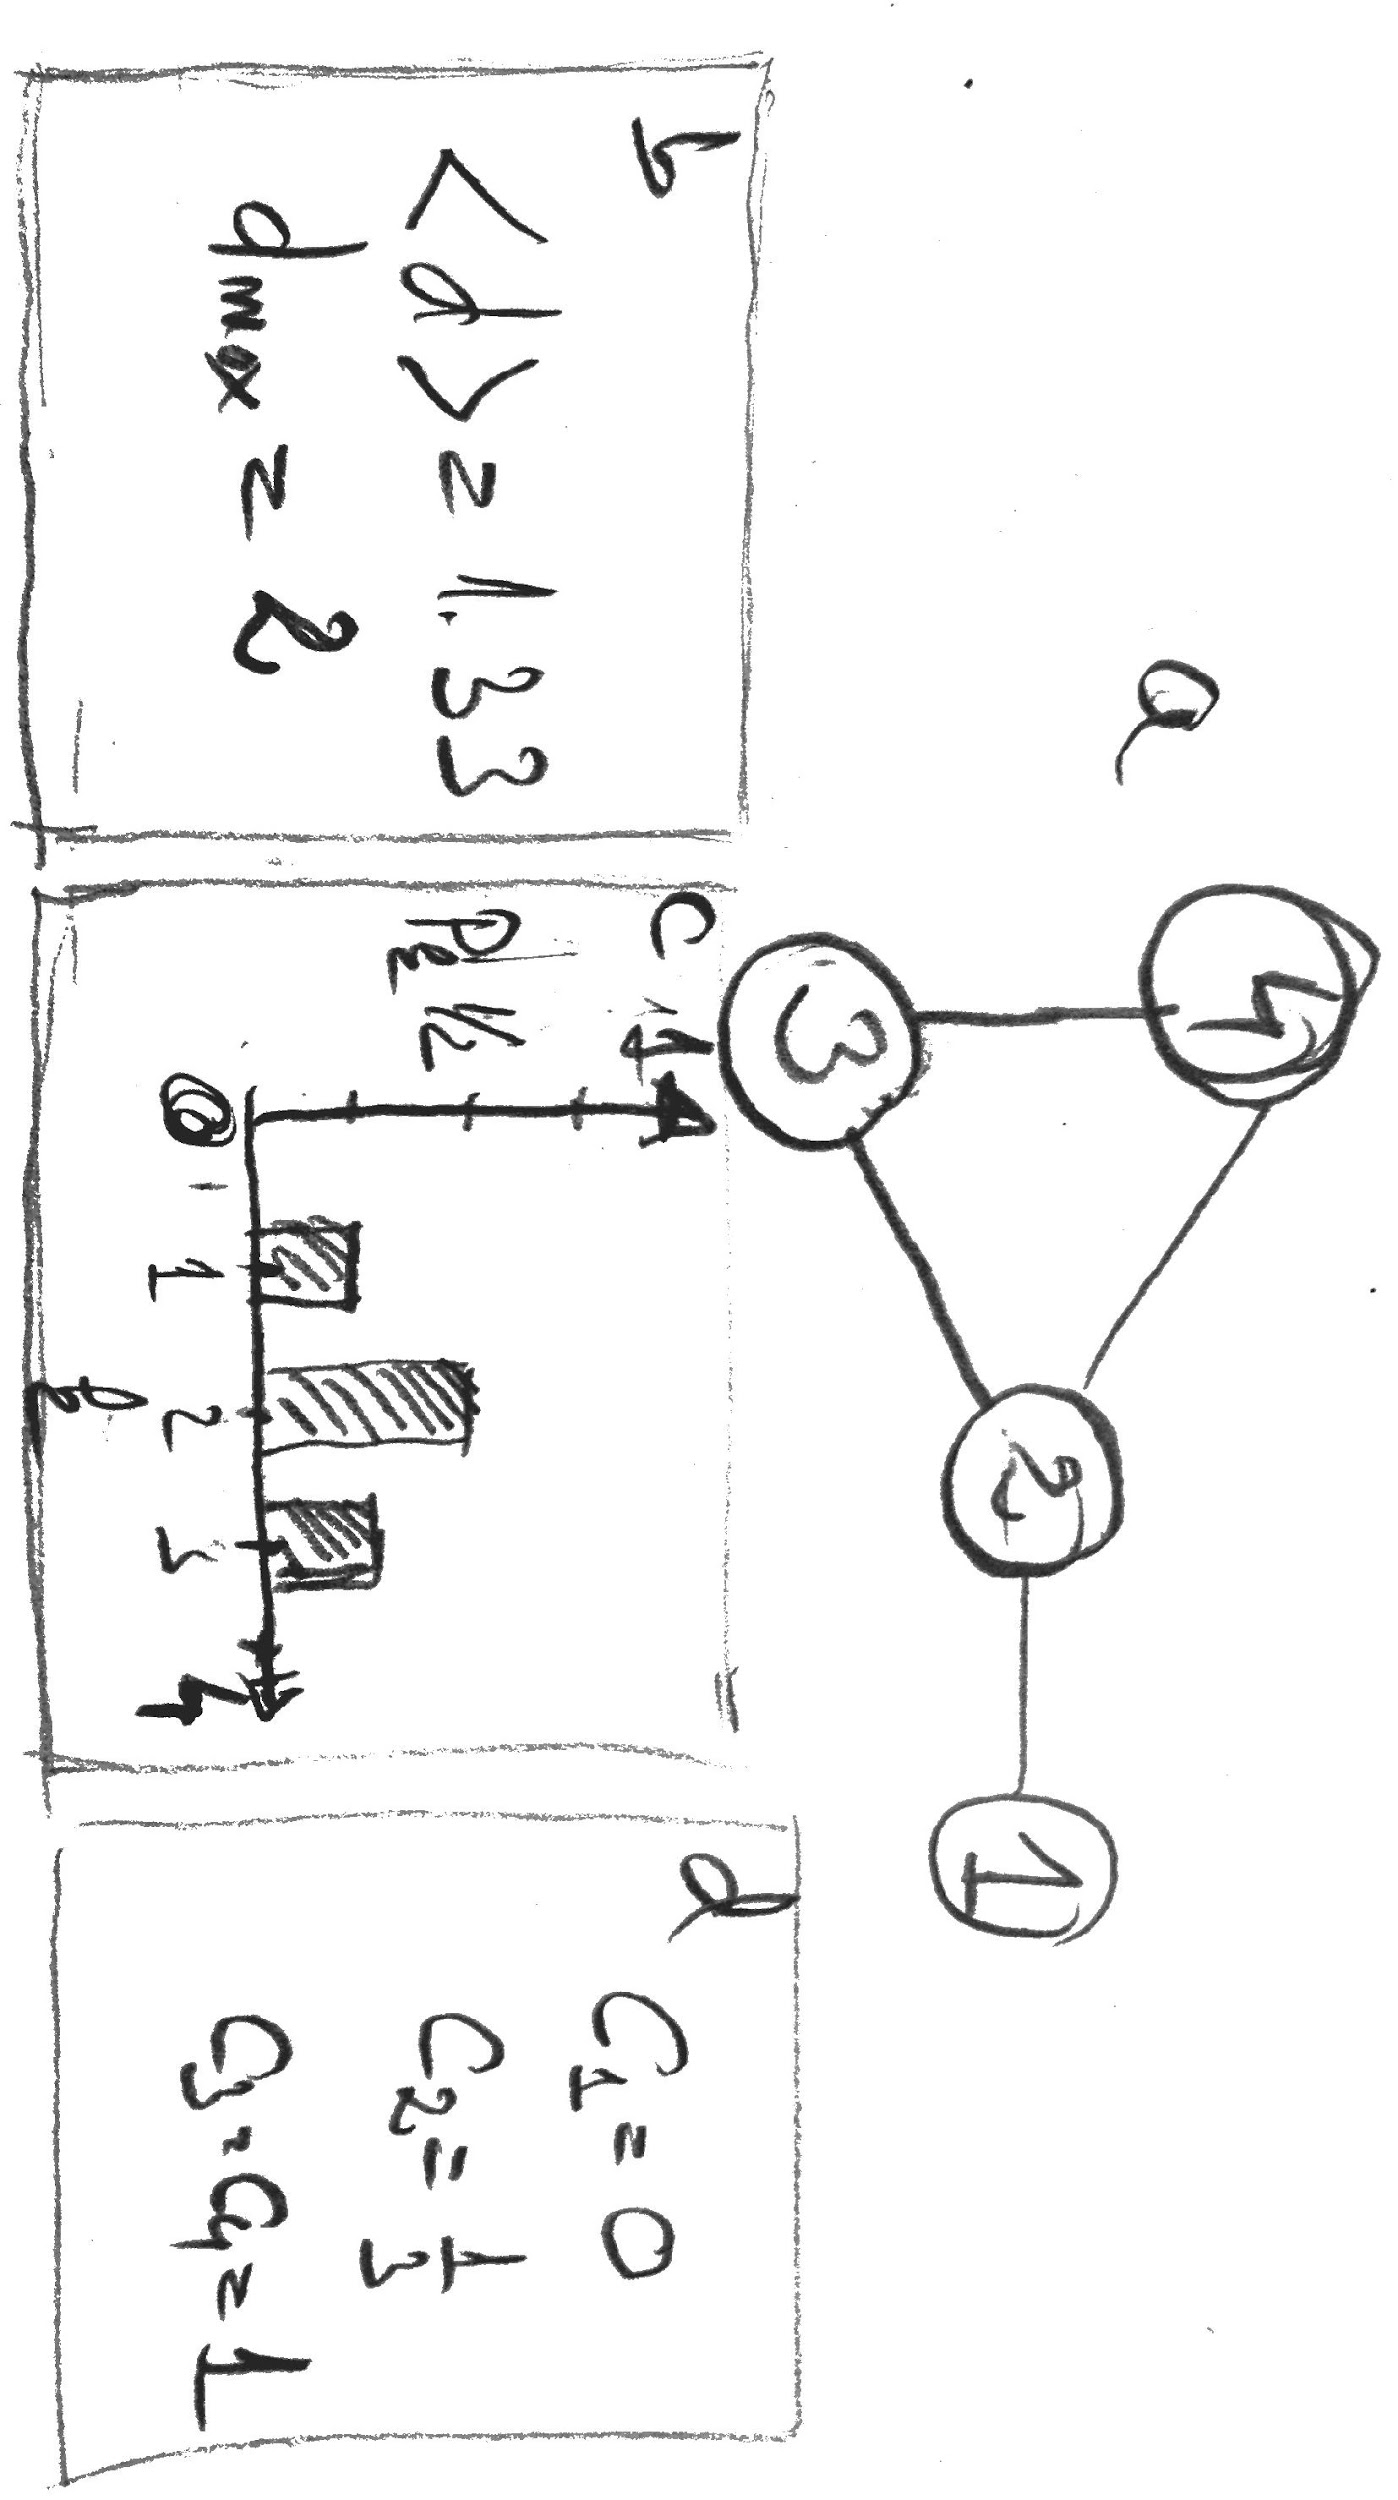 a
4
3
2
1
b
<d> = 1.33
dmax = 2
c
1
Pk 1/2
0
1 2 3 4
k
d
C1 = 0
C2 = 1/3
C3 = C4 = 1